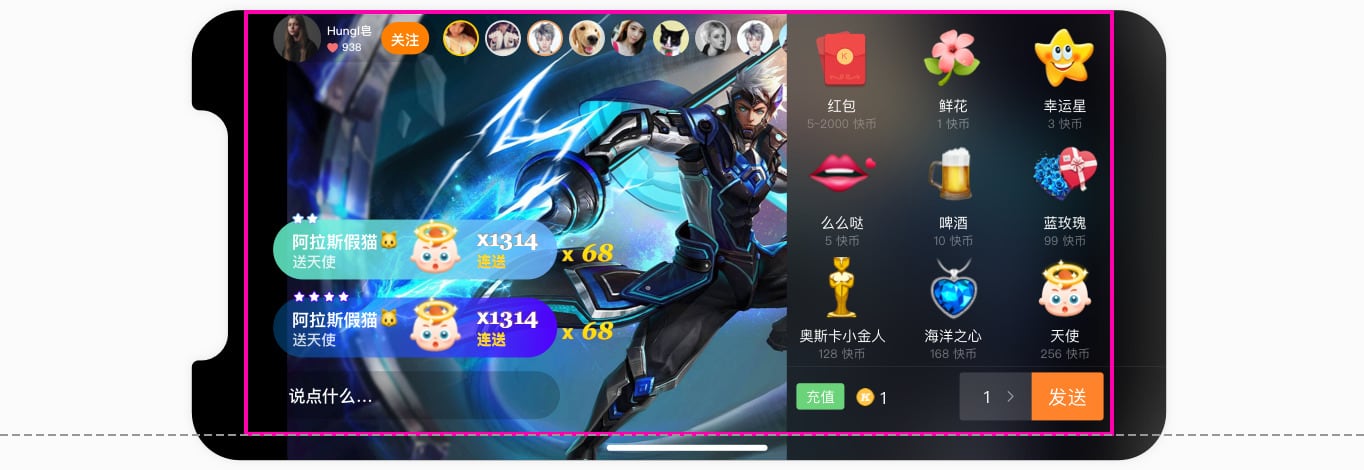 Hungl皂
938
关注
红包
5~2000 快币
鲜花
1 快币
幸运星
3 快币
么么哒
5 快币
啤酒
10 快币
蓝玫瑰
99 快币
阿拉斯假猫
送天使
x1314
连送
x 68
阿拉斯假猫
送天使
x1314
连送
x 68
奥斯卡小金人
128 快币
海洋之心
168 快币
天使
256 快币
说点什么...
充值
1
1
发送